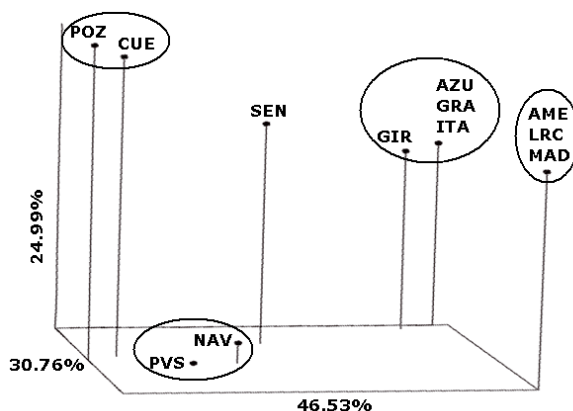 POZ
CUE
SEN
GIR
AZU
GRA
ITA
AME
LRC
MAD
24.99%
NAV
PVS
30.76%
46.53%